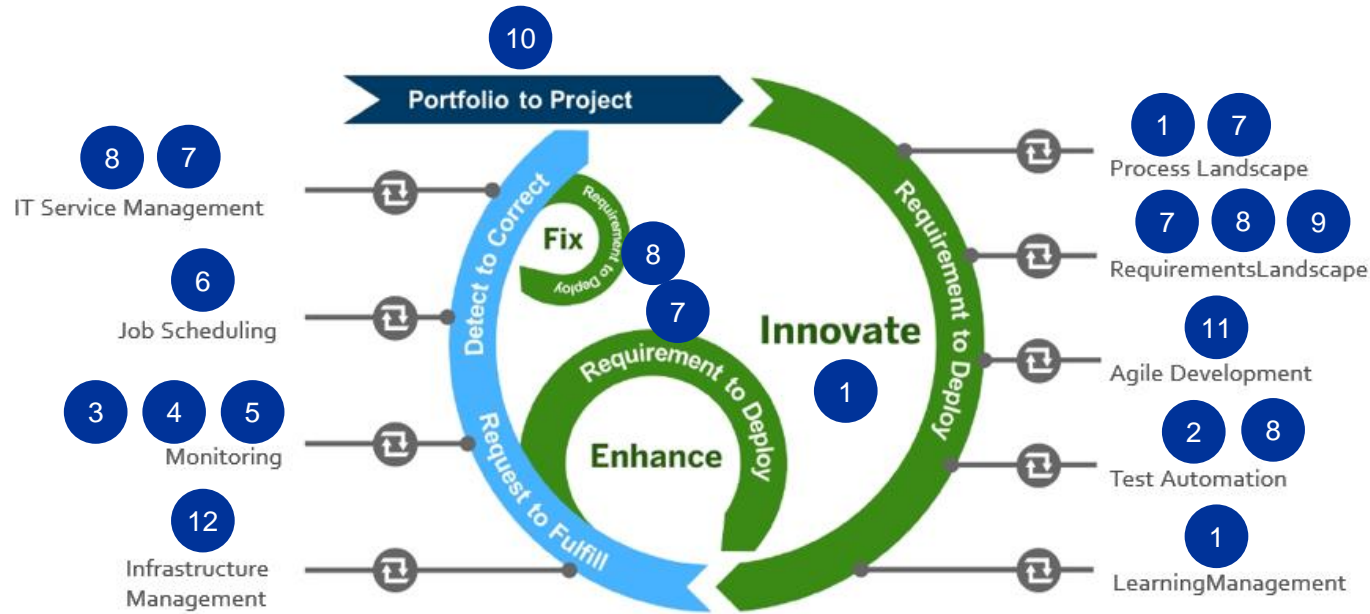 10
Portfolio to Project
8 7
IT Service Management
6
Job Scheduling
3 4 5
Monitoring
12
Infrastructure
Management
Detect to Correct
Request to Fulfill
Fix
Requirement to Deploy
8
7
Requirement to Deploy
Enhance
Innovate
1
Requirement to Deploy
1 7
Process Landscape
7 8 9
RequirementsLandscape
11
Agile Development
2 8
Test Automation
1
LearningManagement